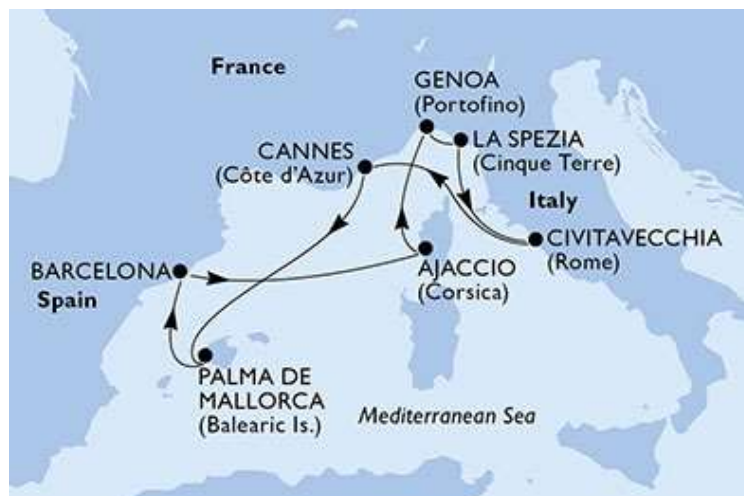 France
GENOA
(Portofino)
LA SPEZIA
(Cinque Terre)
CANNES
(Côte d'Azur)
Italy
CIVITAVECCHIA
(Rome)
BARCELONA
Spain
AJACCIO
(Corsica)
PALMA DE
MALLORCA
(Balearic Is.)
Mediterranean Sea